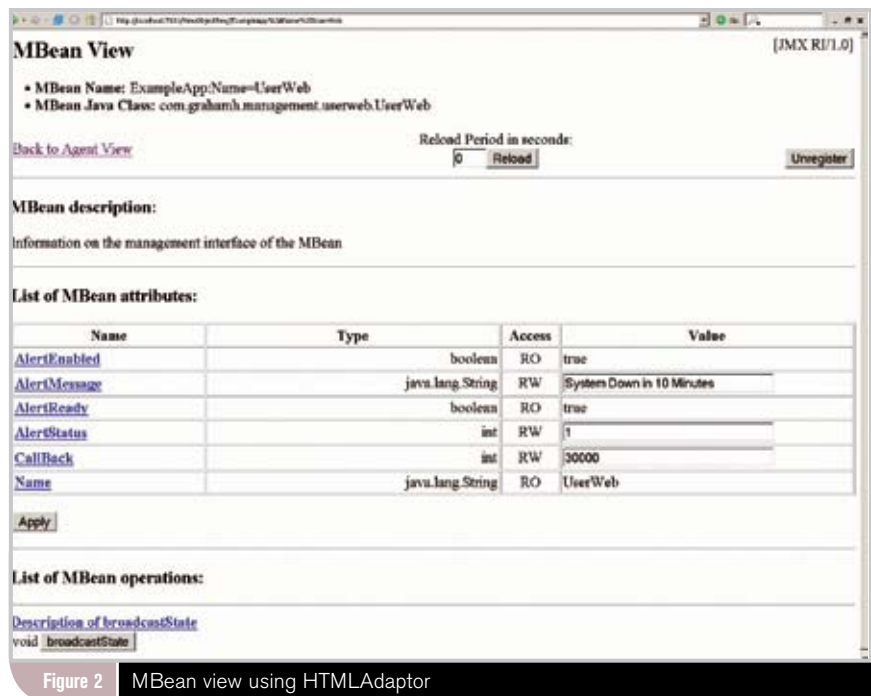 MBean View
[JMX RI/1.0]
• MBean Name: ExampleApp:Name=UserWeb
• MBean Java Class: com.grahamh.management.userweb.UserWeb
Back to Agent View
Reload Period in seconds:
0 Reload
Unregister
MBean description:
Information on the management interface of the MBean
List of MBean attributes:
Name Type Access Value
AlertEnabled boolean RO true
AlertMessage java.lang.String RW System Down in 10 Minutes
AlertReady boolean RO true
AlertStatus int RW 1
CallBack int RW 30000
Name java.lang.String RO UserWeb
Apply
List of MBean operations:
Description of broadcastState
void broadcastState
Figure 2 MBean view using HTMLAdaptor